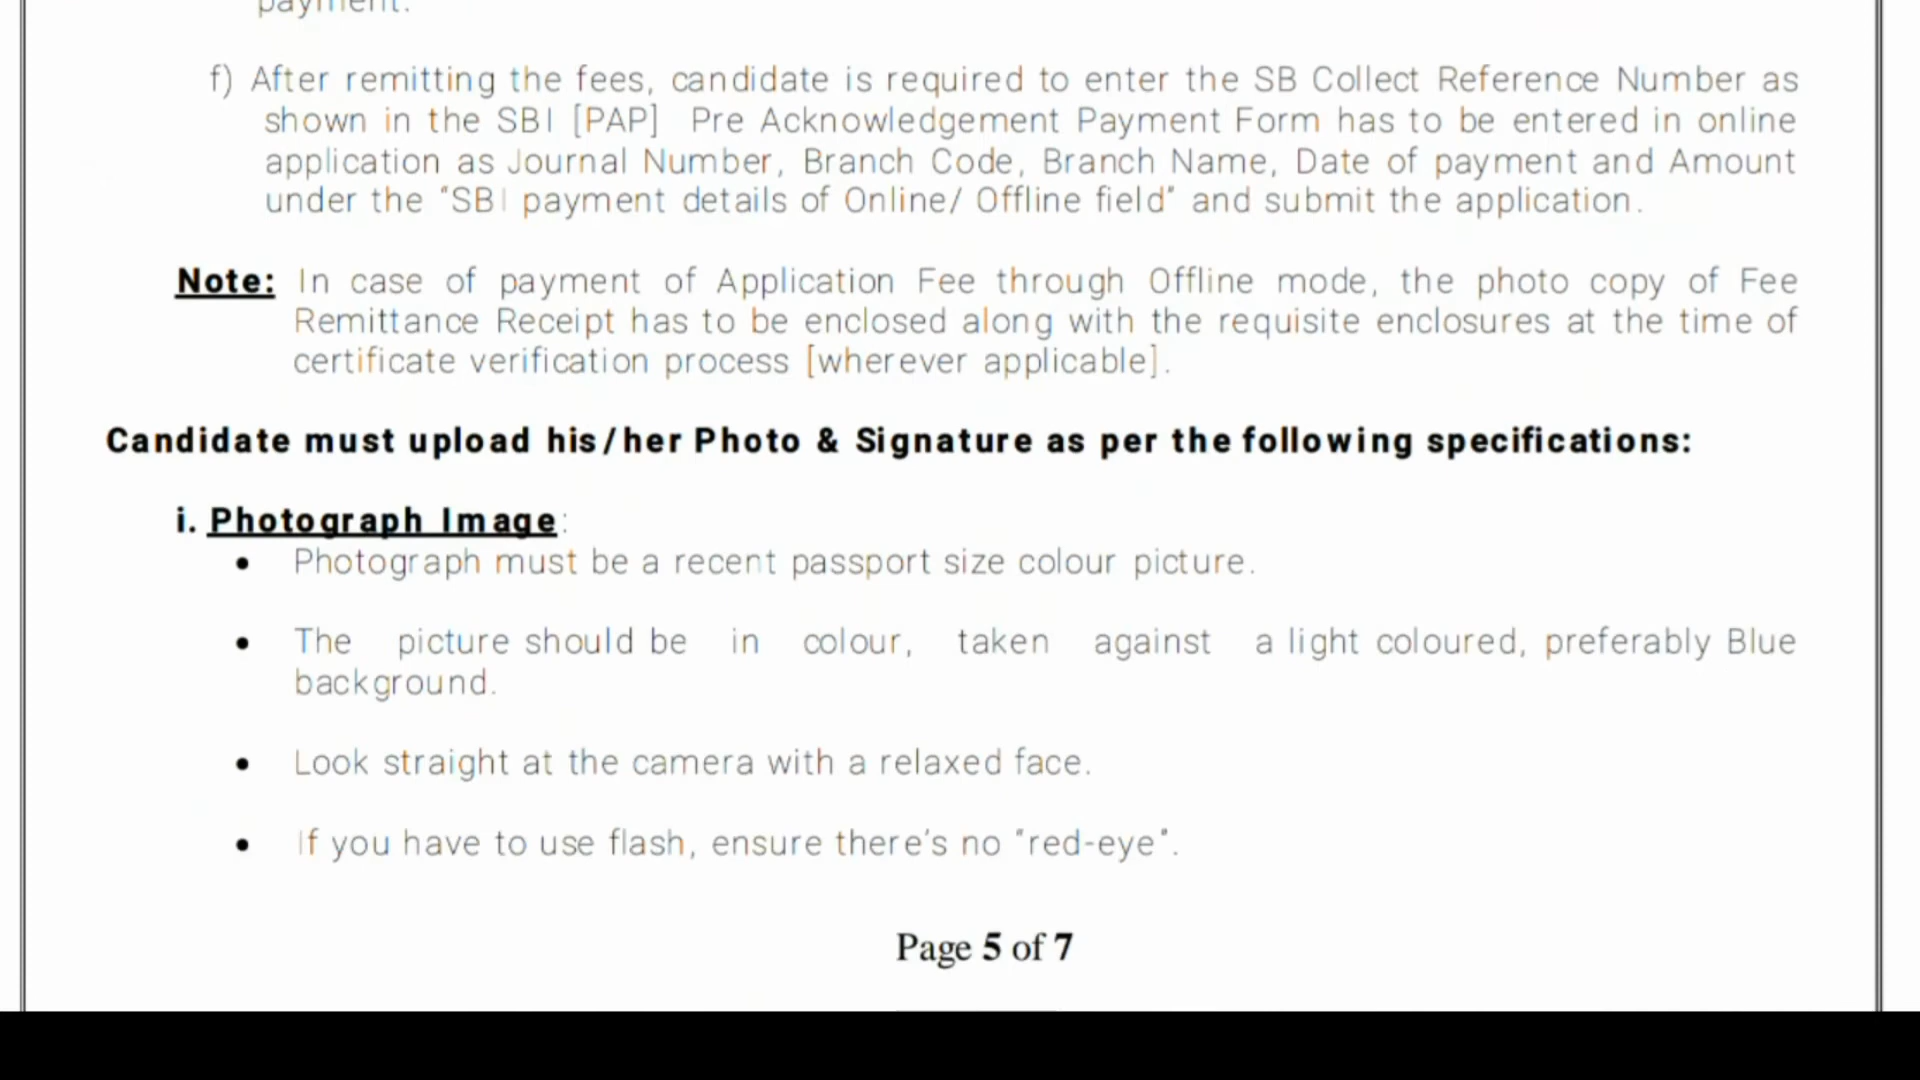 payment.
f) After remitting the fees, candidate is required to enter the SB Collect Reference Number as
shown in the SBI [PAP] Pre Acknowledgement Payment Form has to be entered in online
application as Journal Number, Branch Code, Branch Name, Date of payment and Amount
under the "SBI payment details of Online/ Offline field" and submit the application.
Note: In case of payment of Application Fee through Offline mode, the photo copy of Fee
Remittance Receipt has to be enclosed along with the requisite enclosures at the time of
certificate verification process [wherever applicable].
Candidate must upload his/her Photo & Signature as per the following specifications:
i. Photograph Image:
• Photograph must be a recent passport size colour picture.
• The picture should be in colour, taken against a light coloured, preferably Blue
background.
• Look straight at the camera with a relaxed face.
• If you have to use flash, ensure there's no "red-eye".
Page 5 of 7